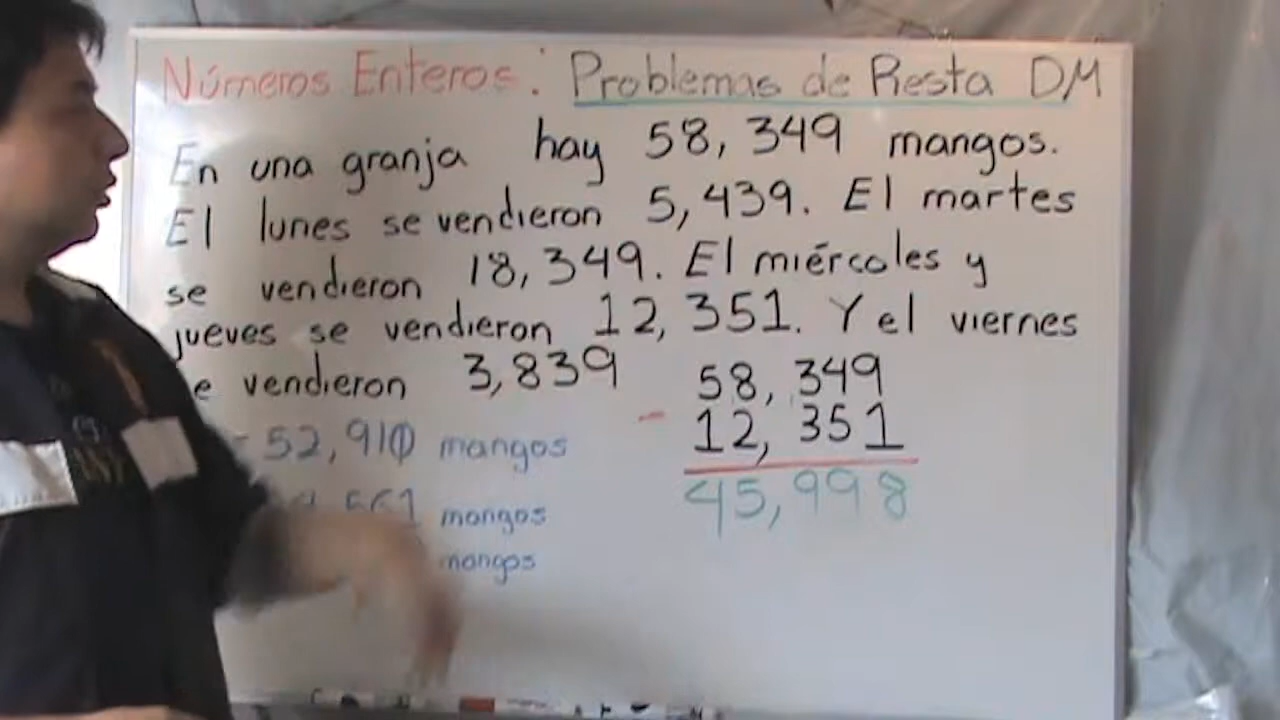 Números Enteros: Problemas de Resta DM
En una granja hay 58,349 mangos.
El lunes se vendieron 5,439. El martes
se vendieron 18,349. El miércoles y
jueves se vendieron 12,351. Y el viernes
vendieron 3,839
58,349
- 12,351
45,998
52,910 mangos
mangos
mangos